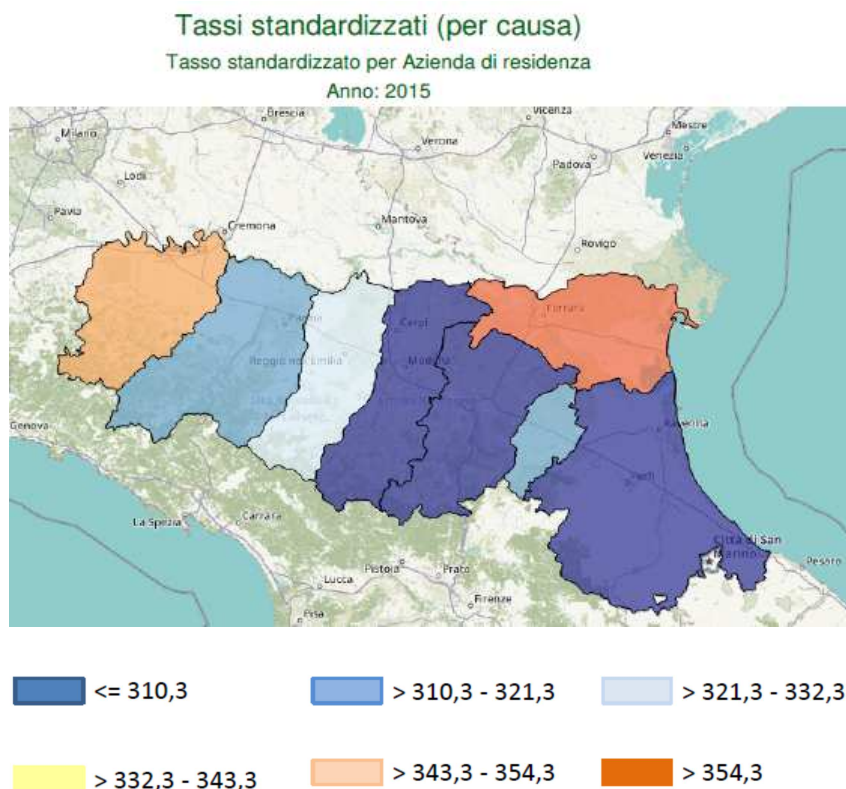 Tassi standardizzati (per causa)
Tasso standardizzato per Azienda di residenza
Anno: 2015
Brescia
Vicenza
Milano
Verona
Mestre
Padova
Venezia
Lodi
Pavia
Cremona
Mantova
Rovigo
Ferrara
Parma
Carpi
Reggio nell'Emilia
Modena
Genova
Ravenna
Forlì
La Spezia
Carrara
Città di San
Marino
Pistoia
Prato
Pesaro
Lucca
Firenze
Pisa
<= 310,3
> 310,3 - 321,3
> 321,3 - 332,3
> 332,3 - 343,3
> 343,3 - 354,3
> 354,3